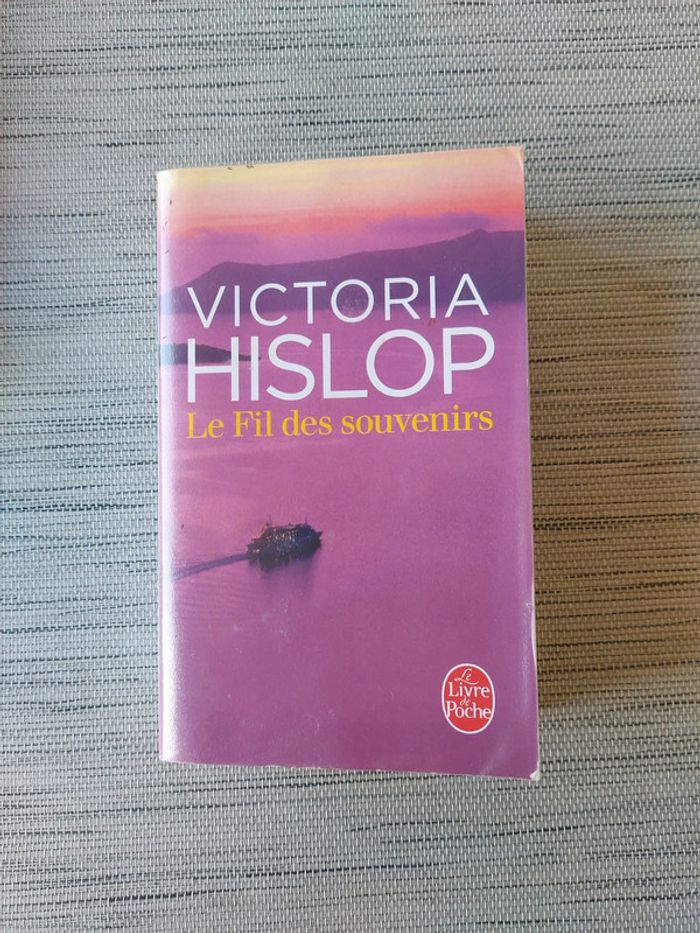 VICTORIA
HISLOP
Le Fil des souvenirs
Le
Livre
de
Poche